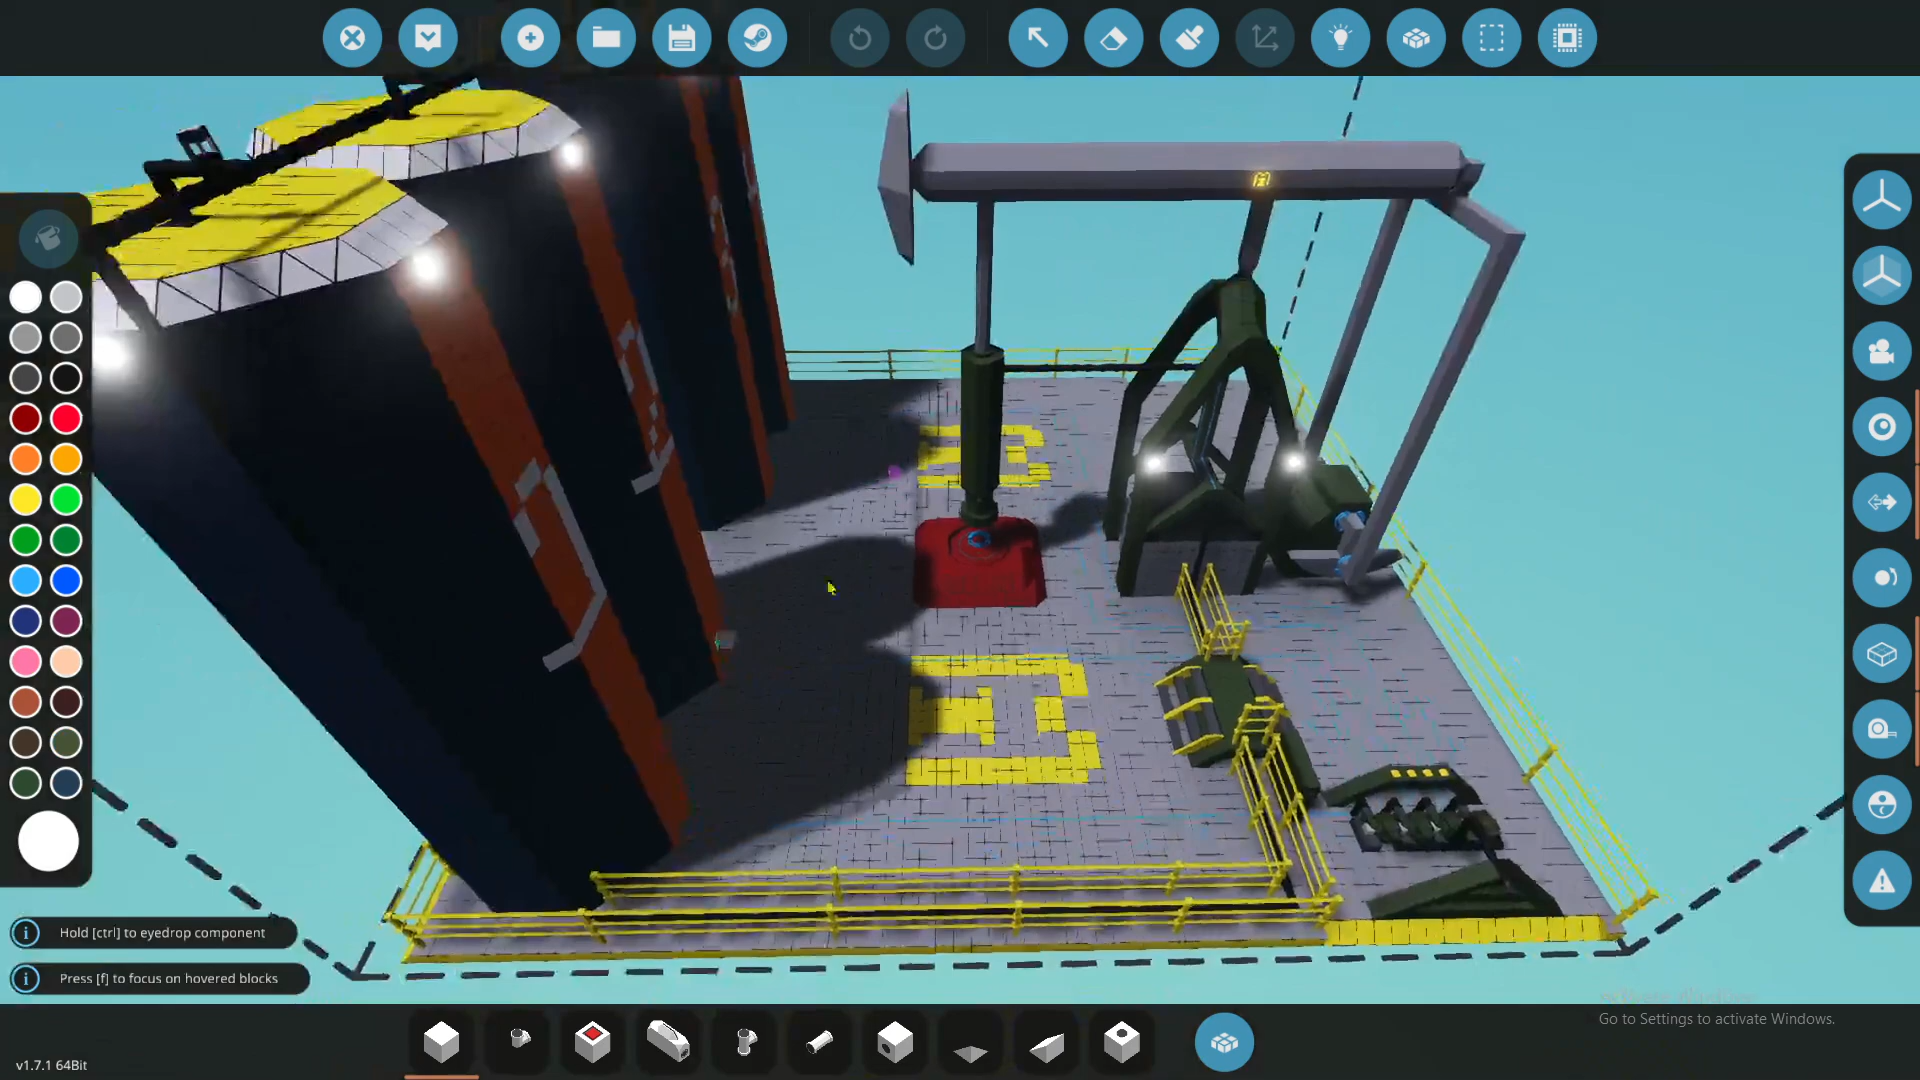 Hold [ctrl] to eyedrop component
Press [f] to focus on hovered blocks
Go to Settings to activate Windows.
v1.7.1 64Bit